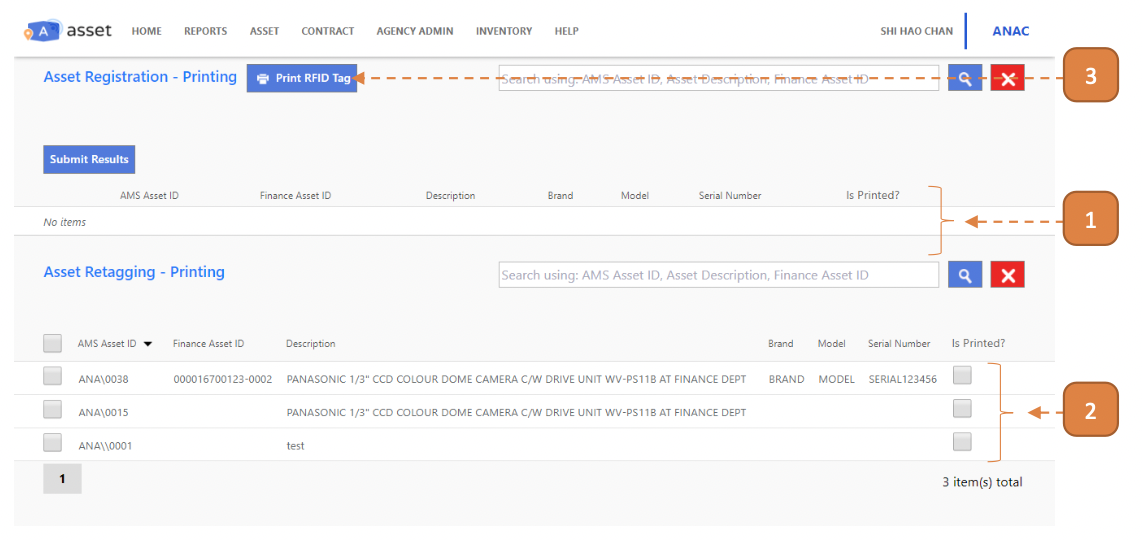 A asset HOME REPORTS ASSET CONTRACT AGENCY ADMIN INVENTORY HELP SHI HAO CHAN ANAC
Asset Registration - Printing Print RFID Tag Search using: AMS Asset ID, Asset Description, Finance Asset ID 3
Submit Results
AMS Asset ID Finance Asset ID Description Brand Model Serial Number Is Printed?
No items 1
Asset Retagging - Printing Search using: AMS Asset ID, Asset Description, Finance Asset ID
AMS Asset ID Finance Asset ID Description Brand Model Serial Number Is Printed?
ANA\0038 000016700123-0002 PANASONIC 1/3" CCD COLOUR DOME CAMERA C/W DRIVE UNIT WV-PS11B AT FINANCE DEPT BRAND MODEL SERIAL123456
ANA\0015 PANASONIC 1/3" CCD COLOUR DOME CAMERA C/W DRIVE UNIT WV-PS11B AT FINANCE DEPT 2
ANA\\0001 test
1 3 item(s) total